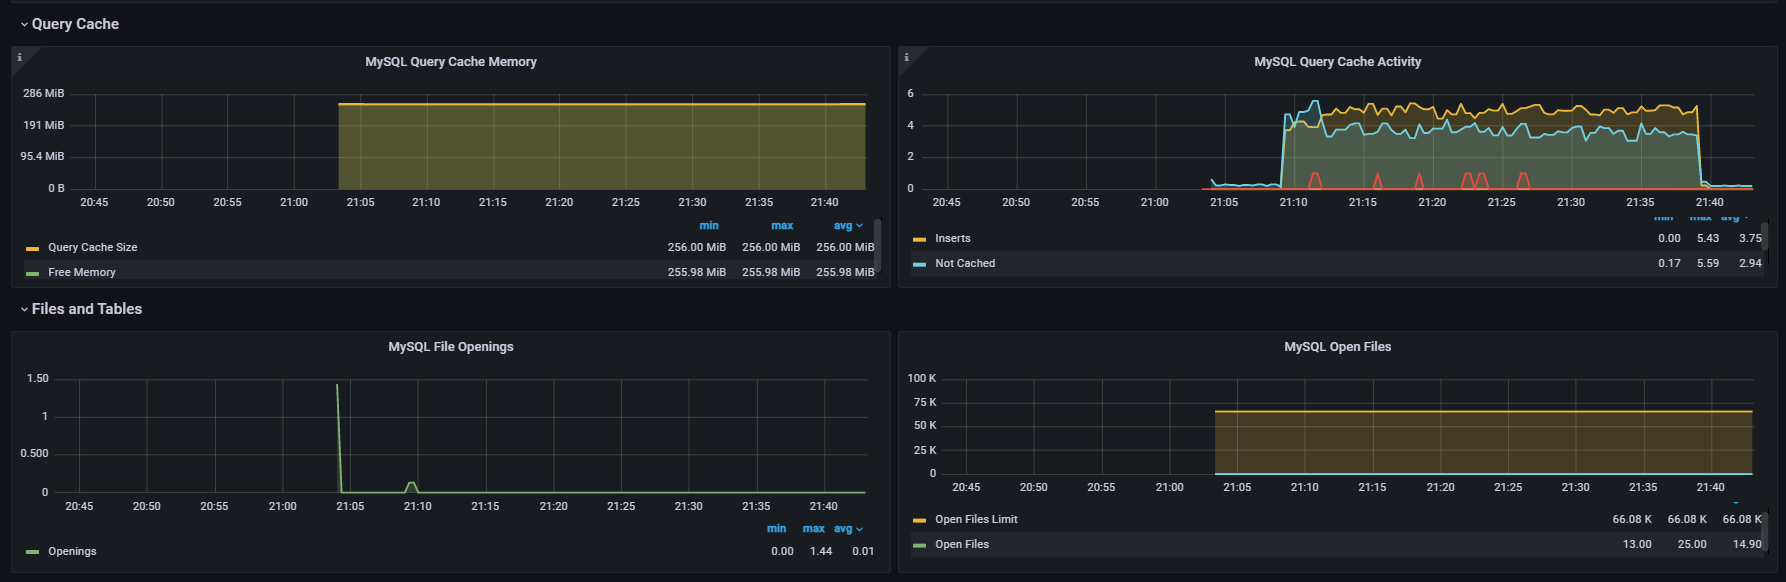 Query Cache
MySQL Query Cache Memory
286 MiB
191 MiB
95.4 MiB
0 B
20:45 20:50 20:55 21:00 21:05 21:10 21:15 21:20 21:25 21:30 21:35 21:40
min max avg
Query Cache Size 256.00 MiB 256.00 MiB 256.00 MiB
Free Memory 255.98 MiB 255.98 MiB 255.98 MiB
MySQL Query Cache Activity
6
4
2
0
20:45 20:50 20:55 21:00 21:05 21:10 21:15 21:20 21:25 21:30 21:35 21:40
min max avg
Inserts 0.00 5.43 3.75
Not Cached 0.17 5.59 2.94
Files and Tables
MySQL File Openings
1.50
1
0.500
0
20:45 20:50 20:55 21:00 21:05 21:10 21:15 21:20 21:25 21:30 21:35 21:40
min max avg
Openings 0.00 1.44 0.01
MySQL Open Files
100 K
75 K
50 K
25 K
0
20:45 20:50 20:55 21:00 21:05 21:10 21:15 21:20 21:25 21:30 21:35 21:40
Open Files Limit 66.08 K 66.08 K 66.08 K
Open Files 13.00 25.00 14.90